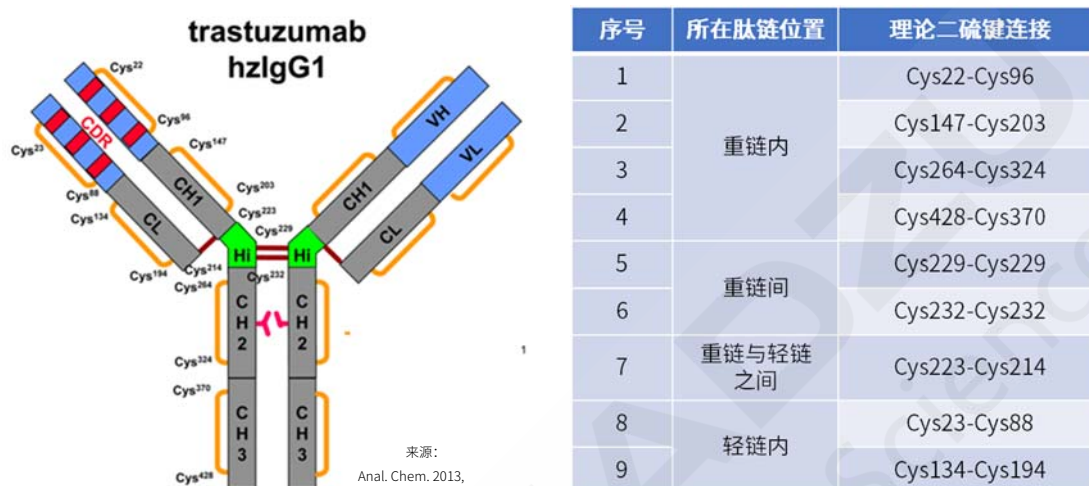 trastuzumab
hzIgG1
Cys22
Cys96
Cys147
Cys23
CDR
Cys88
Cys134
CH1
CL
Cys203
Cys223
Cys229
Cys194
Cys214
Cys264
Hi
Hi
Cys232
VH
VL
CH1
CL
CH2
CH2
Cys324
Cys370
CH3
CH3
Cys428
1
来源：
Anal. Chem. 2013,
序号 所在肽链位置 理论二硫键连接
1 重链内 Cys22-Cys96
2 Cys147-Cys203
3 Cys264-Cys324
4 Cys428-Cys370
5 重链间 Cys229-Cys229
6 Cys232-Cys232
7 重链与轻链
之间 Cys223-Cys214
8 轻链内 Cys23-Cys88
9 Cys134-Cys194
ADZU
Science